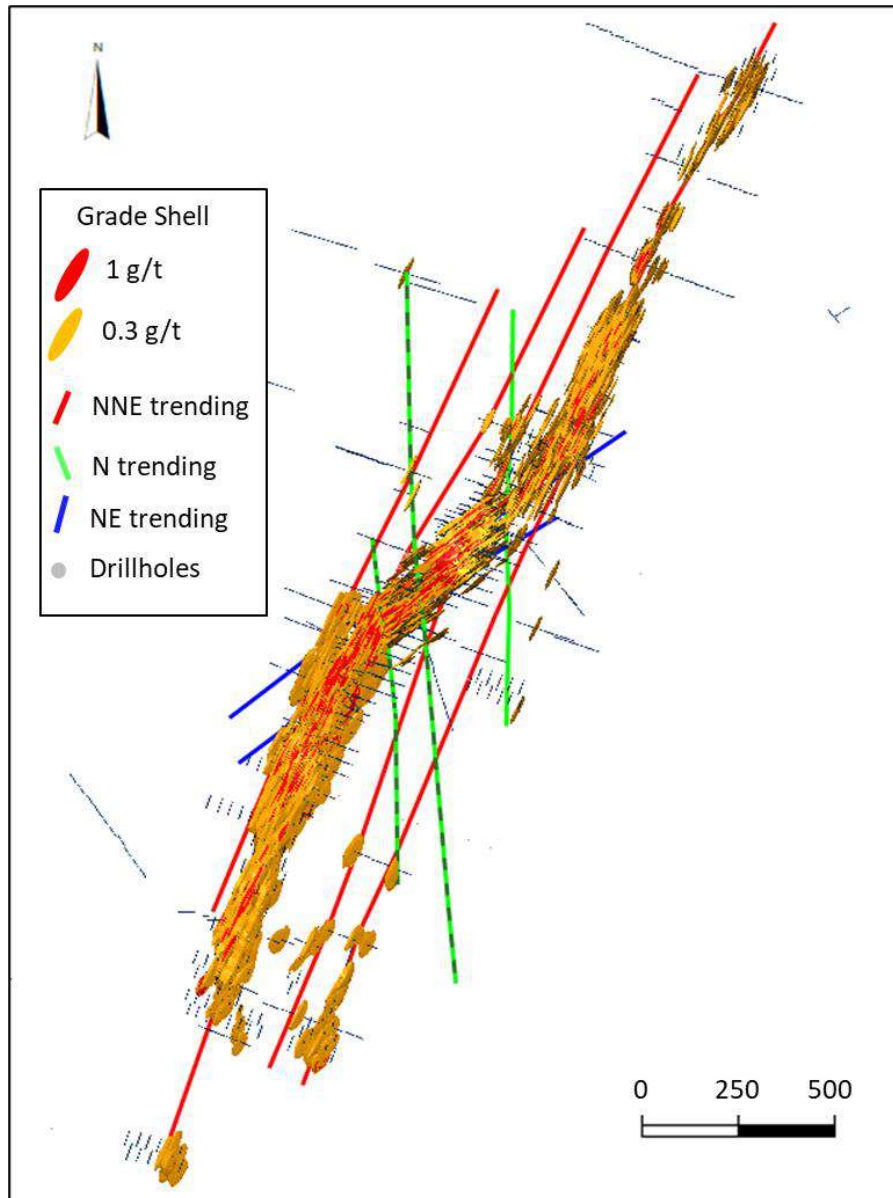 N
Grade Shell
1 g/t
0.3 g/t
NNE trending
N trending
NE trending
Drillholes
0 250 500